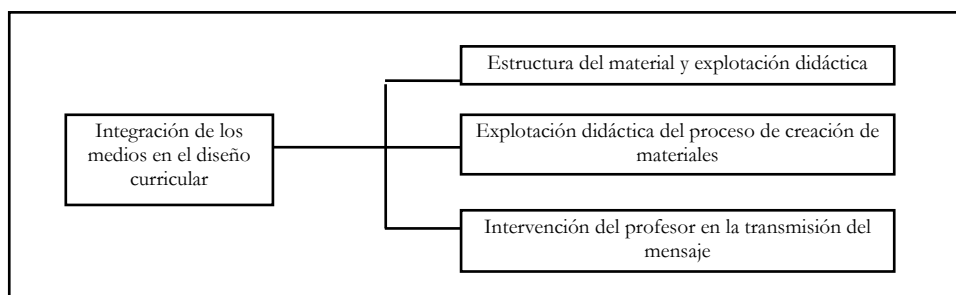 Estructura del material y explotación didáctica
Integración de los
medios en el diseño
curricular
Explotación didáctica del proceso de creación de
materiales
Intervención del profesor en la transmisión del
mensaje